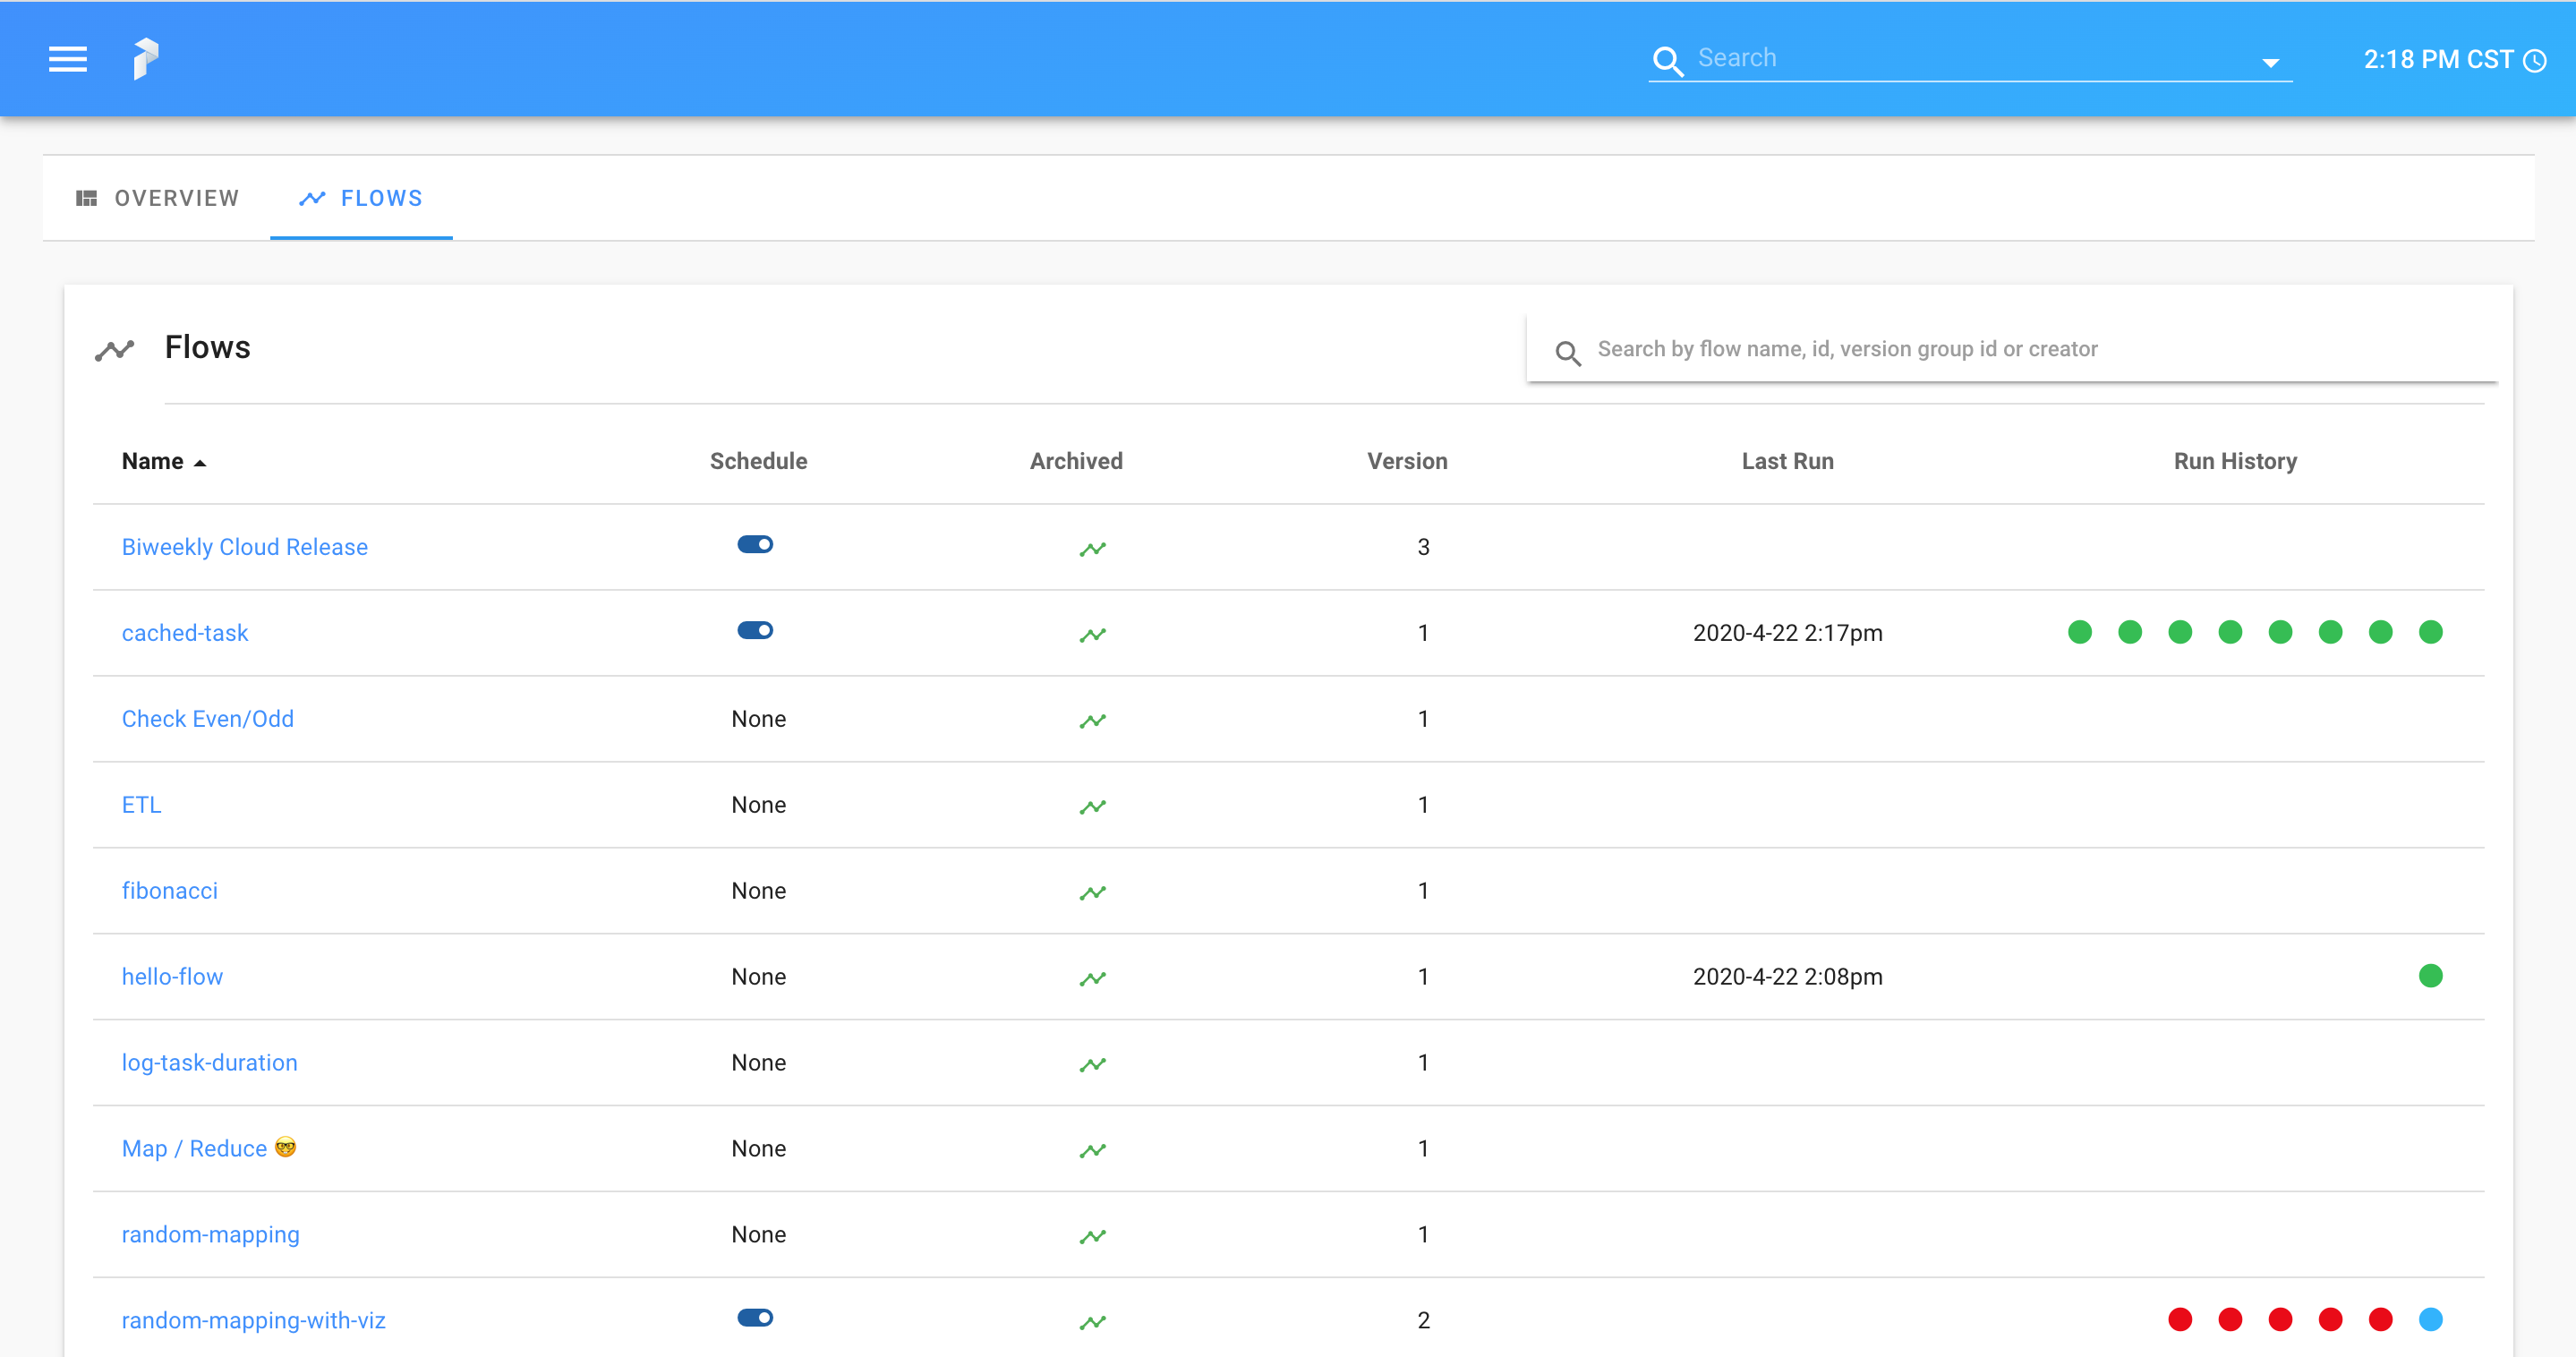 Search
2:18 PM CST
OVERVIEW FLOWS
Flows
Search by flow name, id, version group id or creator
Name Schedule Archived Version Last Run Run History
Biweekly Cloud Release 3
cached-task 1 2020-4-22 2:17pm
Check Even/Odd None 1
ETL None 1
fibonacci None 1
hello-flow None 1 2020-4-22 2:08pm
log-task-duration None 1
Map / Reduce 🤓 None 1
random-mapping None 1
random-mapping-with-viz 2